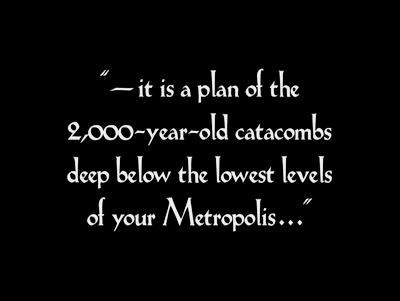 "—it is a plan of the
2,000-year-old catacombs
deep below the lowest levels
of your Metropolis..."